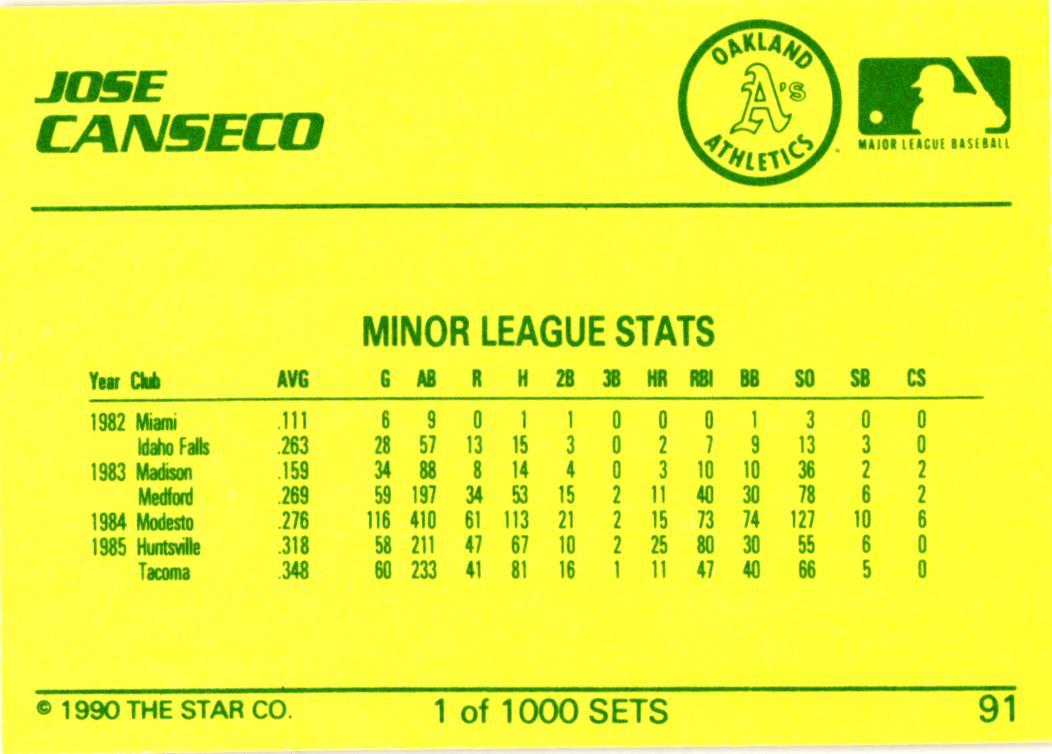 JOSE
CANSECO
OAKLAND
A's
ATHLETICS
MAJOR LEAGUE BASEBALL
MINOR LEAGUE STATS
Year Club AVG G AB R H 2B 3B HR RBI BB SO SB CS
1982 Miami .111 6 9 0 1 1 0 0 0 1 3 0 0
Idaho Falls .263 28 57 13 15 3 0 2 7 9 13 3 0
1983 Madison .159 34 88 8 14 4 0 3 10 10 36 2 2
Medford .269 59 197 34 53 15 2 11 40 30 78 6 2
1984 Modesto .276 116 410 61 113 21 2 15 73 74 127 10 6
1985 Huntsville .318 58 211 47 67 10 2 25 80 30 55 6 0
Tacoma .348 60 233 41 81 16 1 11 47 40 66 5 0
© 1990 THE STAR CO. 1 of 1000 SETS 91